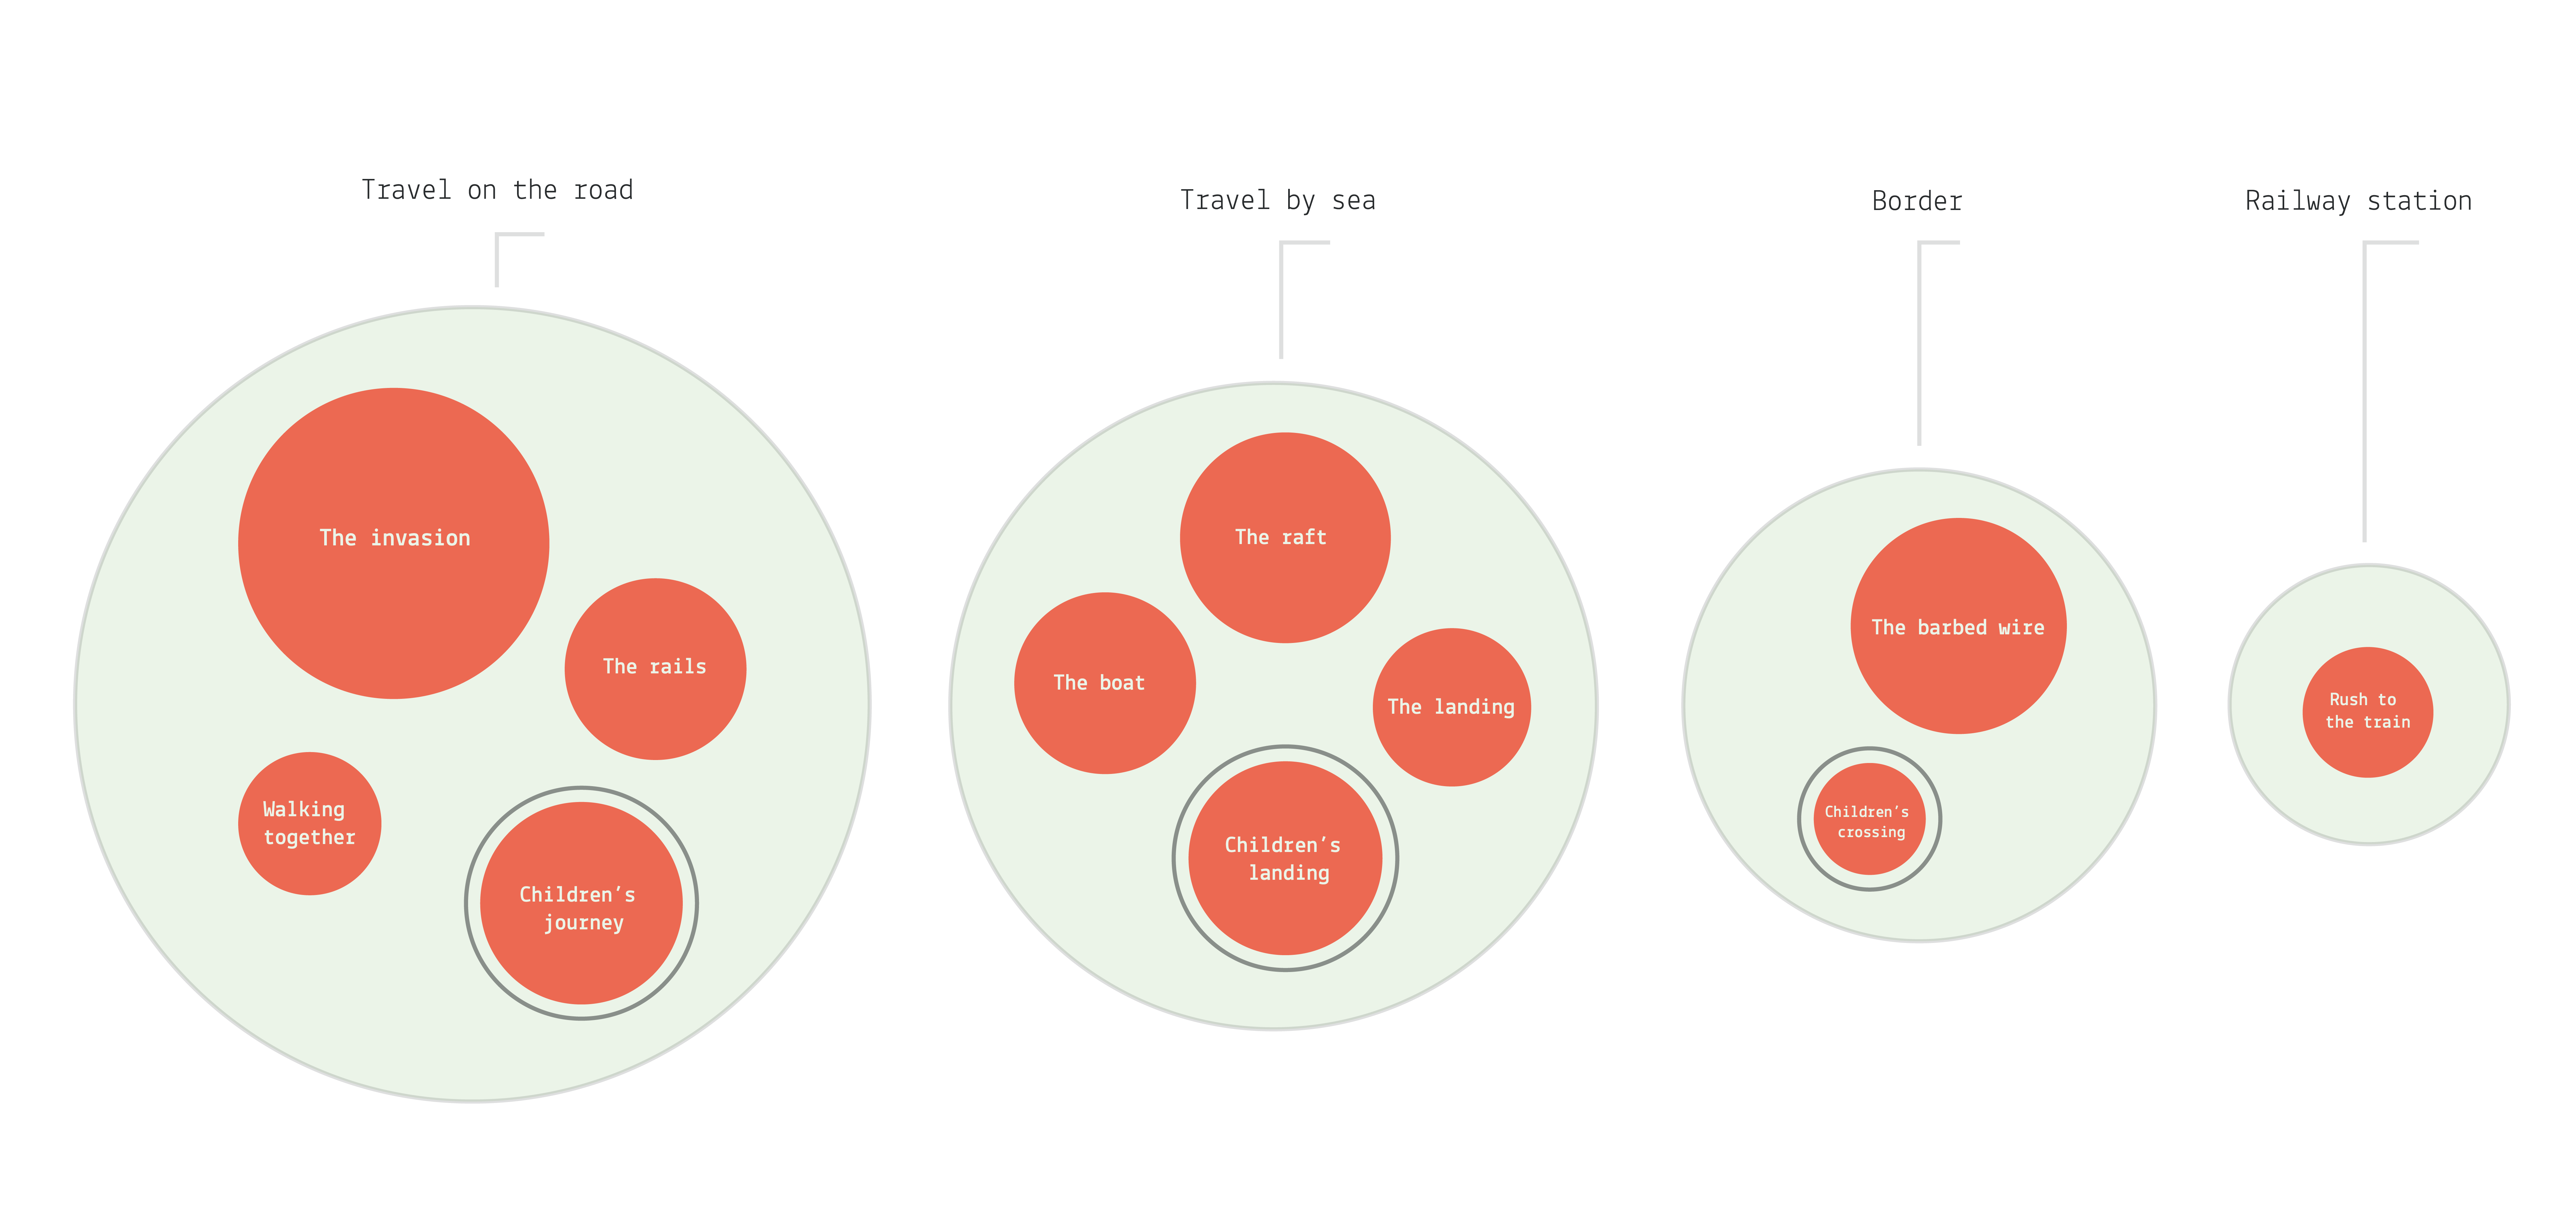 Travel on the road
The invasion
The rails
Walking
together
Children’s
journey
Travel by sea
The raft
The boat
The landing
Children’s
landing
Border
The barbed wire
Children’s
crossing
Railway station
Rush to
the train